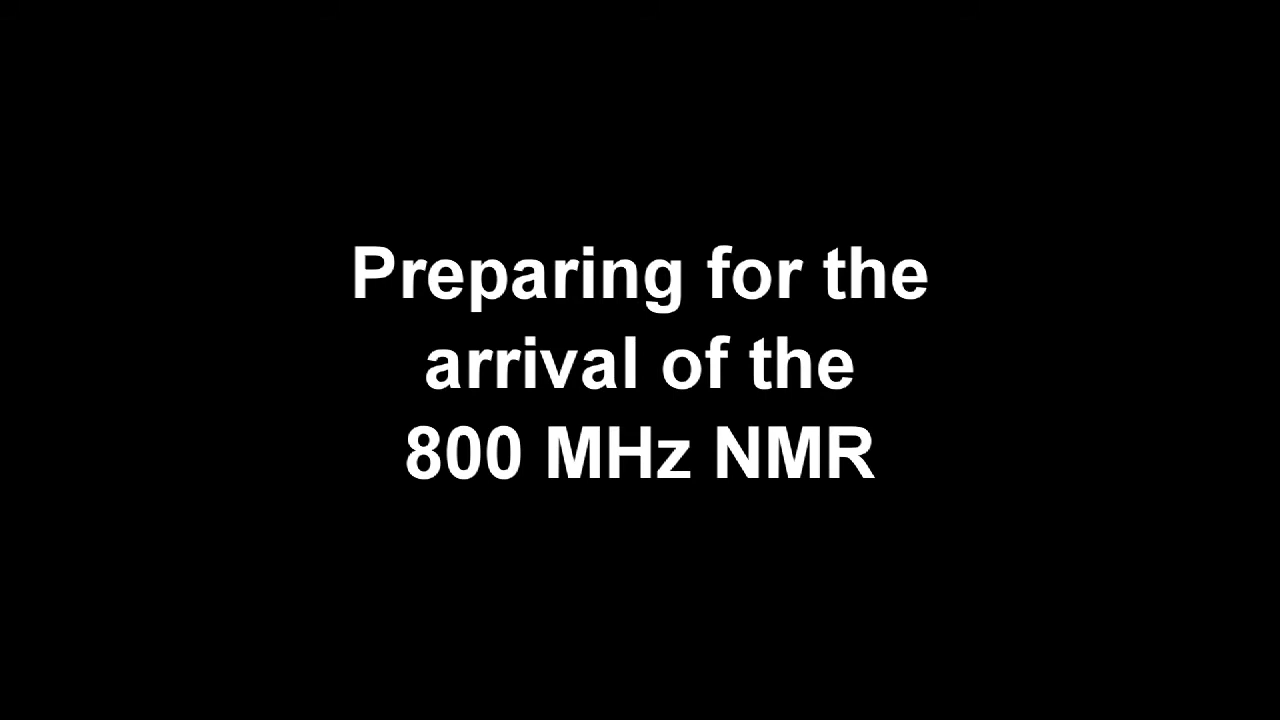 Preparing for the
arrival of the
800 MHz NMR